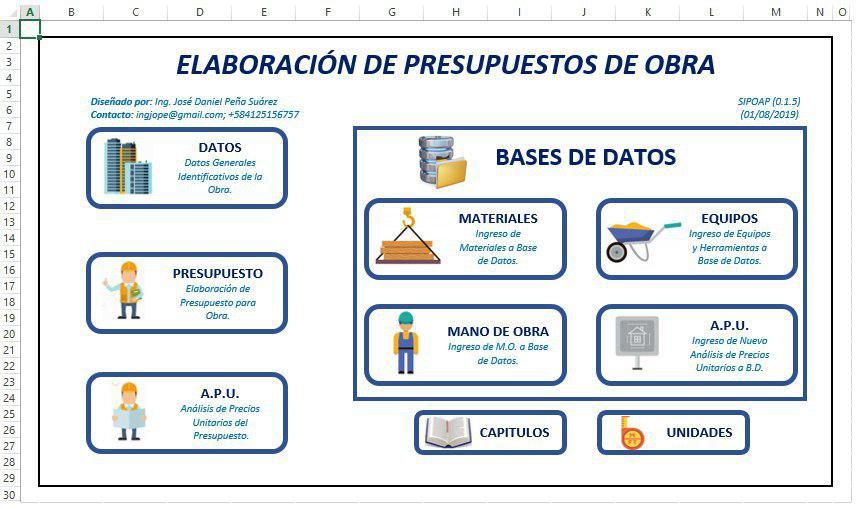 A B C D E F G H I J K L M N O
1
2
3
4
5
6
7
8
9
10
11
12
13
14
15
16
17
18
19
20
21
22
23
24
25
26
27
28
29
30
ELABORACIÓN DE PRESUPUESTOS DE OBRA
Diseñado por: Ing. José Daniel Peña Suárez
Contacto: ingjope@gmail.com; +584125156757
SIPOAP (0.1.5)
(01/08/2019)
DATOS
Datos Generales
Identificativos de la
Obra.
PRESUPUESTO
Elaboración de
Presupuesto para
Obra.
A.P.U.
Análisis de Precios
Unitarios del
Presupuesto.
BASES DE DATOS
MATERIALES
Ingreso de
Materiales a Base
de Datos.
EQUIPOS
Ingreso de Equipos
y Herramientas a
Base de Datos.
MANO DE OBRA
Ingreso de M.O. a Base
de Datos.
A.P.U.
Ingreso de Nuevo
Análisis de Precios
Unitarios a B.D.
CAPITULOS
UNIDADES